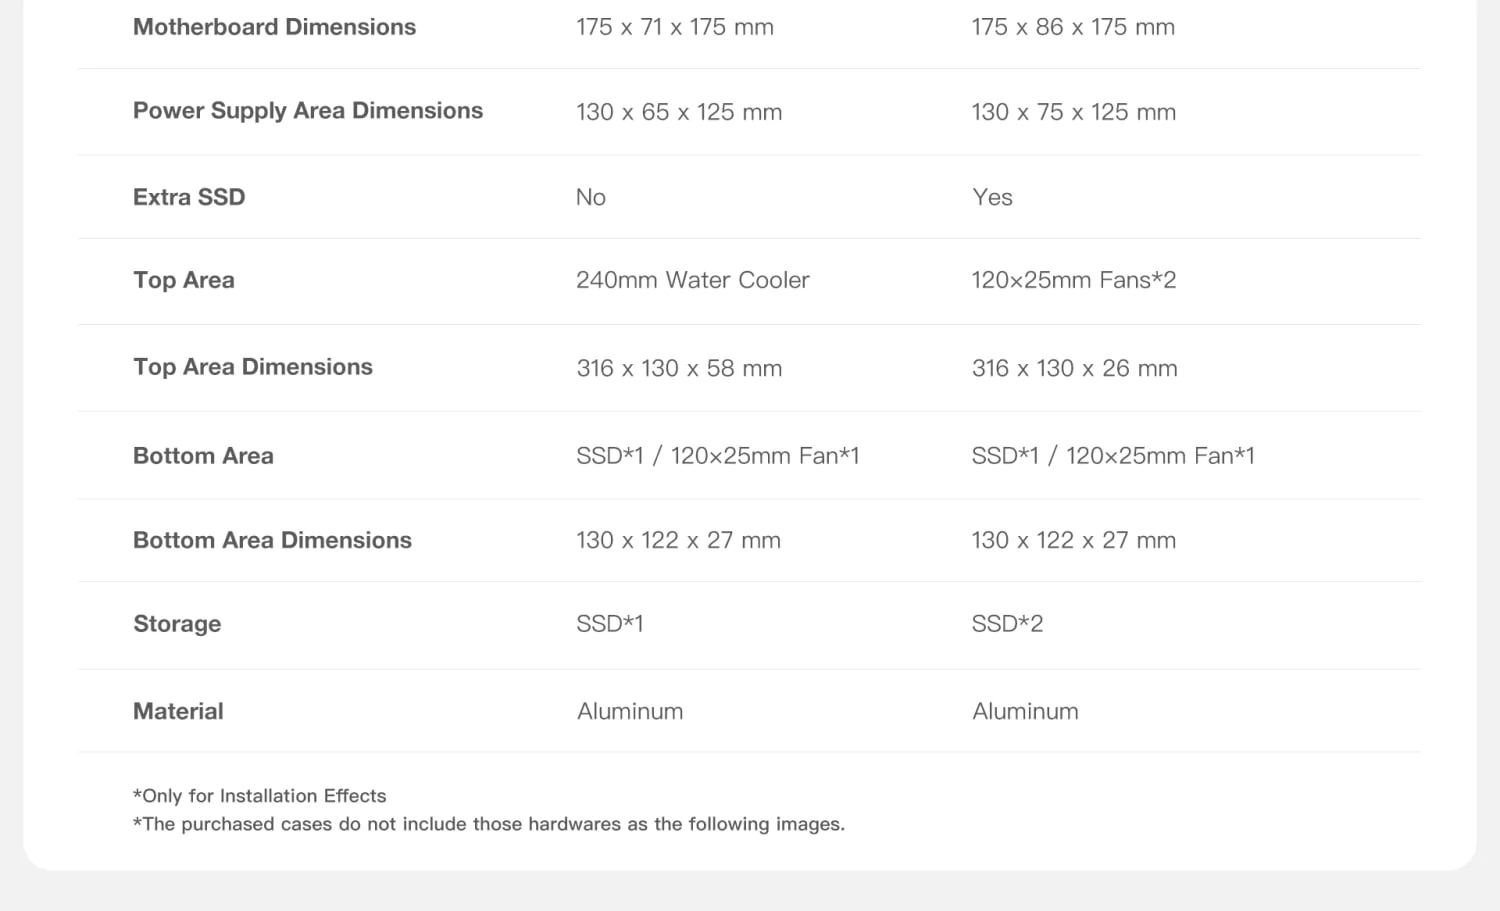 Motherboard Dimensions 175 x 71 x 175 mm 175 x 86 x 175 mm
Power Supply Area Dimensions 130 x 65 x 125 mm 130 x 75 x 125 mm
Extra SSD No Yes
Top Area 240mm Water Cooler 120×25mm Fans*2
Top Area Dimensions 316 x 130 x 58 mm 316 x 130 x 26 mm
Bottom Area SSD*1 / 120×25mm Fan*1 SSD*1 / 120×25mm Fan*1
Bottom Area Dimensions 130 x 122 x 27 mm 130 x 122 x 27 mm
Storage SSD*1 SSD*2
Material Aluminum Aluminum
*Only for Installation Effects
*The purchased cases do not include those hardwares as the following images.